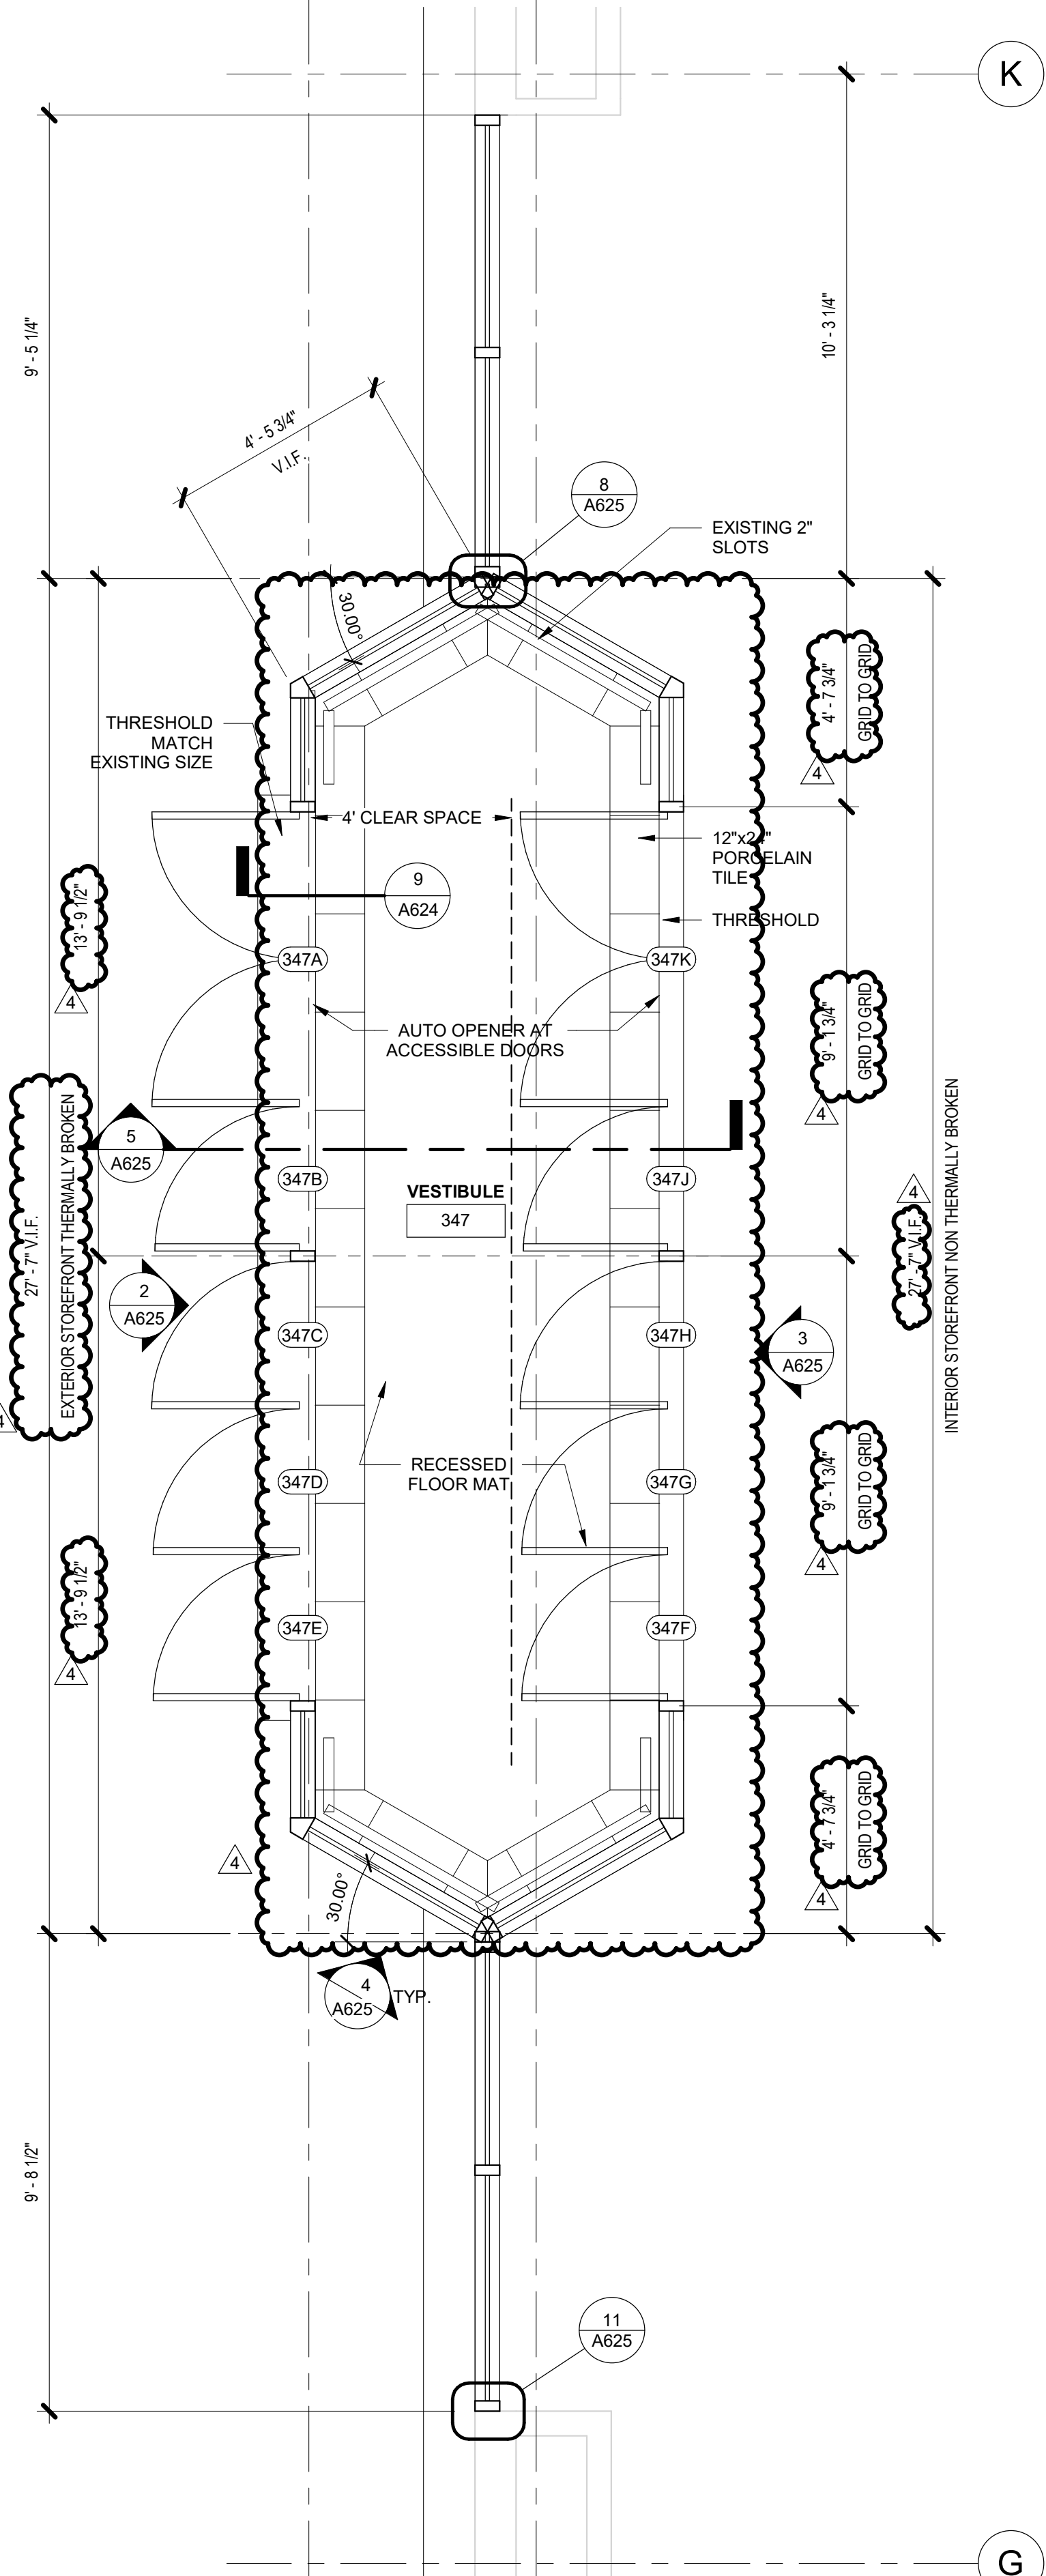 K
9' - 5 1/4"
10' - 3 1/4"
4' - 5 3/4"
V.I.F.
8
A625
EXISTING 2"
SLOTS
30.00°
4' - 7 3/4"
GRID TO GRID
4
THRESHOLD
MATCH
EXISTING SIZE
4' CLEAR SPACE
12"x24"
PORCELAIN
TILE
9
A624
THRESHOLD
13' - 9 1/2"
4
347A
347K
9' - 1 3/4"
GRID TO GRID
4
AUTO OPENER AT
ACCESSIBLE DOORS
5
A625
347B
347J
VESTIBULE
347
27' - 7" V.I.F.
EXTERIOR STOREFRONT THERMALLY BROKEN
4
4
27' - 7" V.I.F.
INTERIOR STOREFRONT NON THERMALLY BROKEN
2
A625
347C
347H
3
A625
RECESSED
FLOOR MAT
347D
347G
9' - 1 3/4"
GRID TO GRID
4
13' - 9 1/2"
4
347E
347F
4' - 7 3/4"
GRID TO GRID
4
4
30.00°
4
A625
TYP.
9' - 8 1/2"
11
A625
G